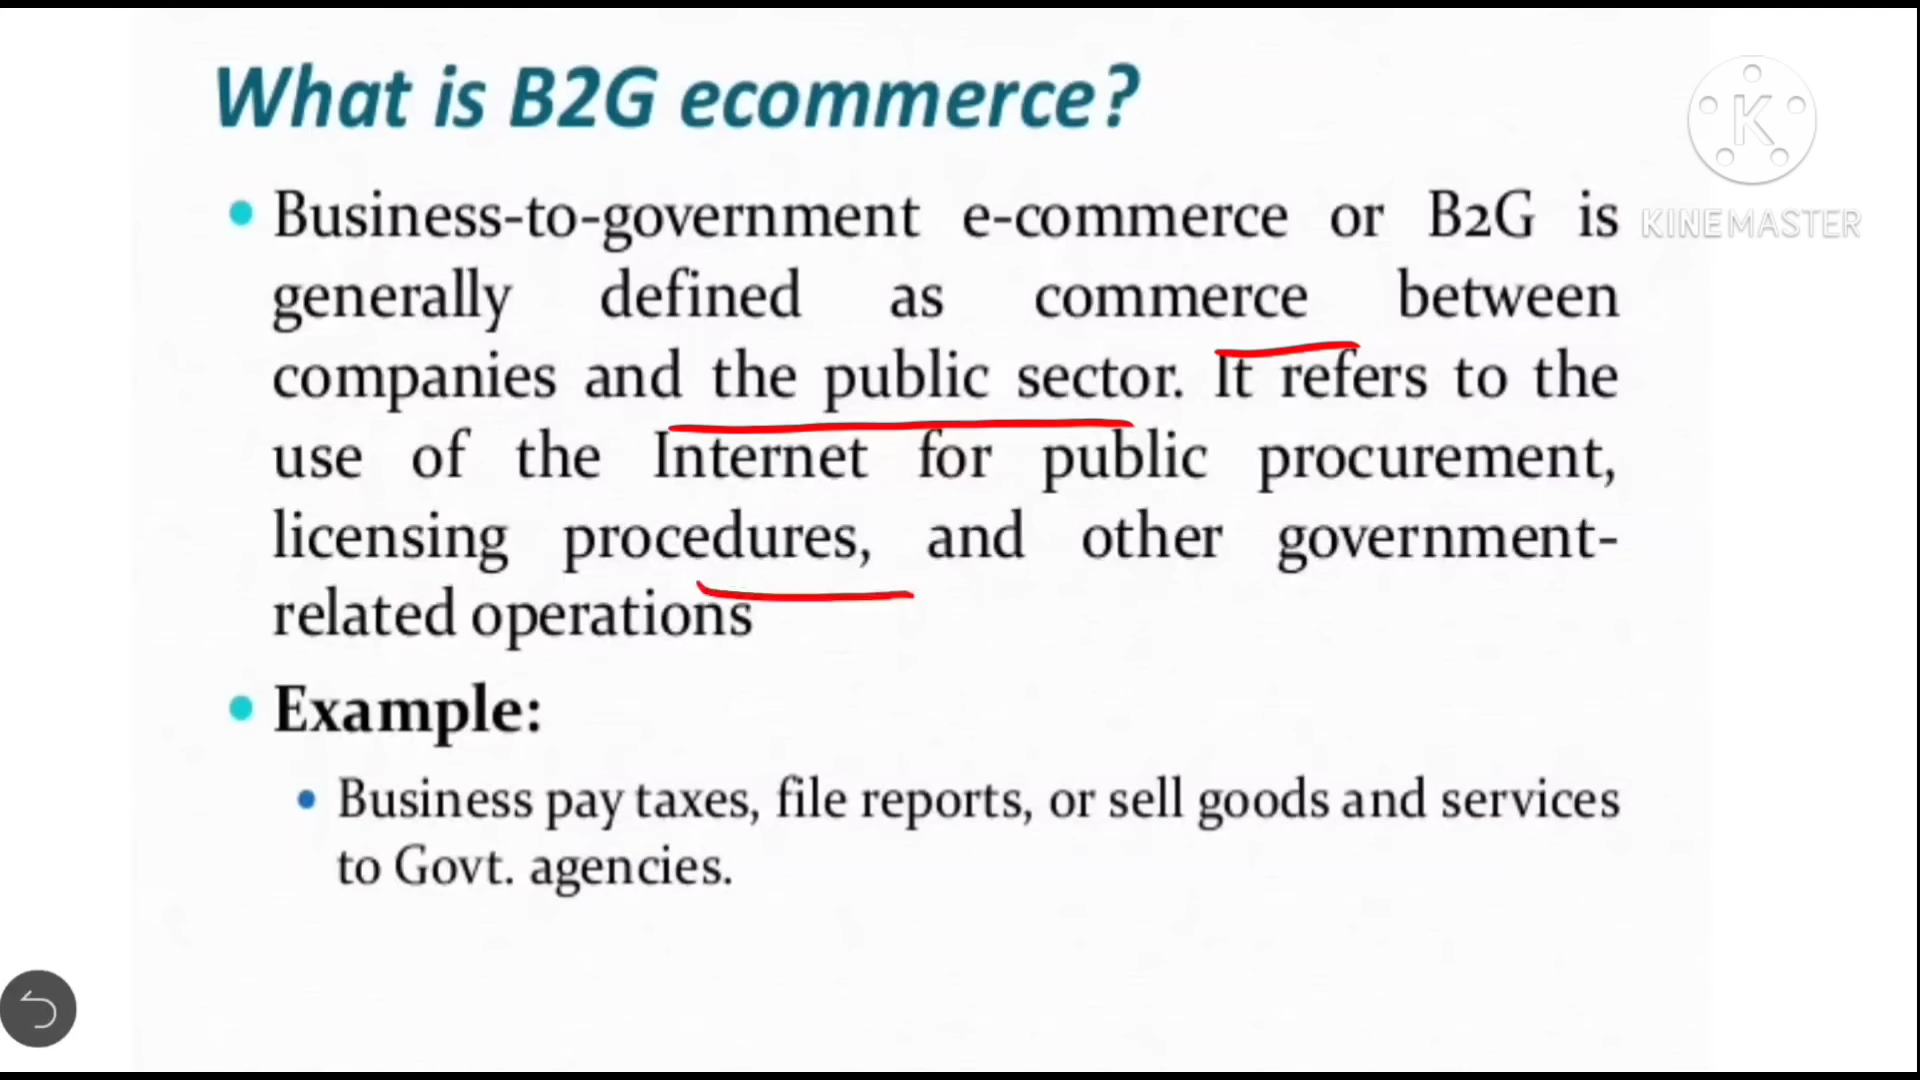 What is B2G ecommerce?
K
KINEMASTER
• Business-to-government e-commerce or B2G is
generally defined as commerce between
companies and the public sector. It refers to the
use of the Internet for public procurement,
licensing procedures, and other government-
related operations
• Example:
• Business pay taxes, file reports, or sell goods and services
to Govt. agencies.